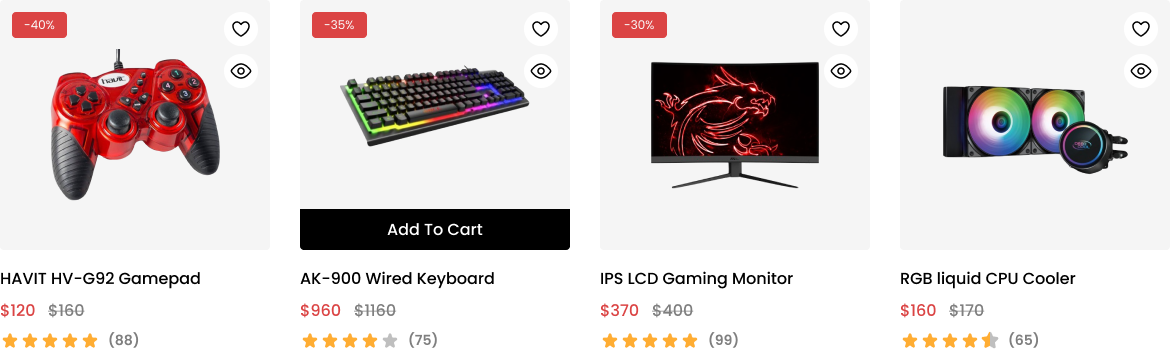 -40%
havic
HAVIT HV-G92 Gamepad
$120 $160
(88)
-35%
Add To Cart
AK-900 Wired Keyboard
$960 $1160
(75)
-30%
IPS LCD Gaming Monitor
$370 $400
(99)
RGB liquid CPU Cooler
$160 $170
(65)